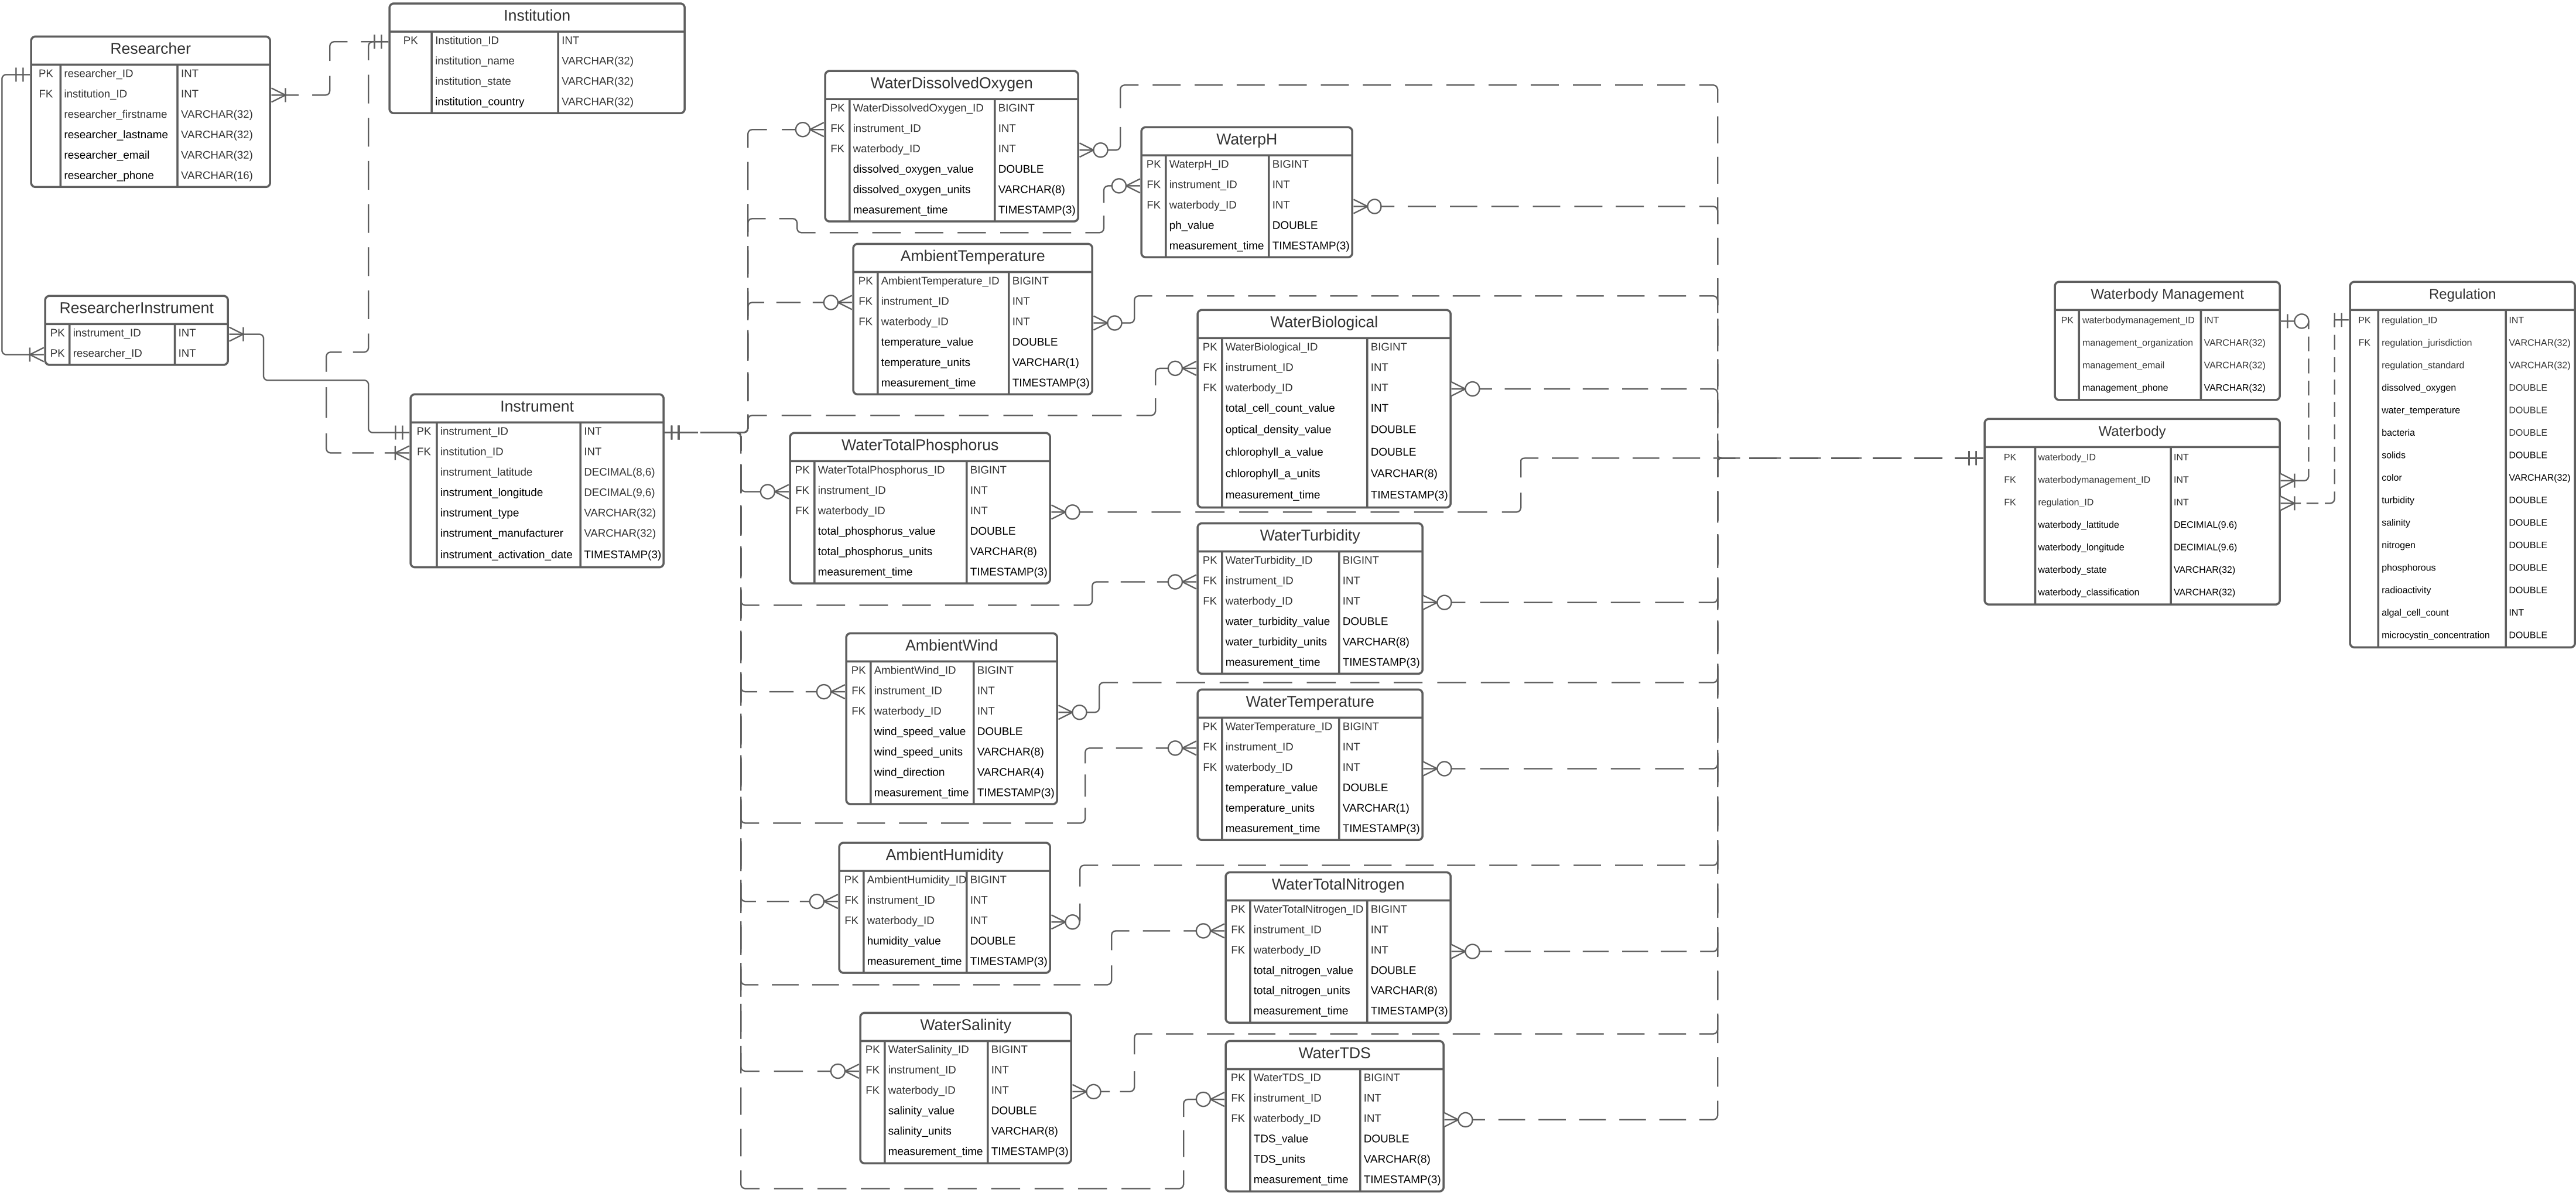 Institution
PK Institution_ID INT
institution_name VARCHAR(32)
institution_state VARCHAR(32)
institution_country VARCHAR(32)
Researcher
PK researcher_ID INT
FK institution_ID INT
researcher_firstname VARCHAR(32)
researcher_lastname VARCHAR(32)
researcher_email VARCHAR(32)
researcher_phone VARCHAR(16)
ResearcherInstrument
PK instrument_ID INT
PK researcher_ID INT
Instrument
PK instrument_ID INT
FK institution_ID INT
instrument_latitude DECIMAL(8,6)
instrument_longitude DECIMAL(9,6)
instrument_type VARCHAR(32)
instrument_manufacturer VARCHAR(32)
instrument_activation_date TIMESTAMP(3)
WaterDissolvedOxygen
PK WaterDissolvedOxygen_ID BIGINT
FK instrument_ID INT
FK waterbody_ID INT
dissolved_oxygen_value DOUBLE
dissolved_oxygen_units VARCHAR(8)
measurement_time TIMESTAMP(3)
WaterpH
PK WaterpH_ID BIGINT
FK instrument_ID INT
FK waterbody_ID INT
ph_value DOUBLE
measurement_time TIMESTAMP(3)
AmbientTemperature
PK AmbientTemperature_ID BIGINT
FK instrument_ID INT
FK waterbody_ID INT
temperature_value DOUBLE
temperature_units VARCHAR(1)
measurement_time TIMESTAMP(3)
WaterBiological
PK WaterBiological_ID BIGINT
FK instrument_ID INT
FK waterbody_ID INT
total_cell_count_value INT
optical_density_value DOUBLE
chlorophyll_a_value DOUBLE
chlorophyll_a_units VARCHAR(8)
measurement_time TIMESTAMP(3)
WaterTotalPhosphorus
PK WaterTotalPhosphorus_ID BIGINT
FK instrument_ID INT
FK waterbody_ID INT
total_phosphorus_value DOUBLE
total_phosphorus_units VARCHAR(8)
measurement_time TIMESTAMP(3)
WaterTurbidity
PK WaterTurbidity_ID BIGINT
FK instrument_ID INT
FK waterbody_ID INT
water_turbidity_value DOUBLE
water_turbidity_units VARCHAR(8)
measurement_time TIMESTAMP(3)
AmbientWind
PK AmbientWind_ID BIGINT
FK instrument_ID INT
FK waterbody_ID INT
wind_speed_value DOUBLE
wind_speed_units VARCHAR(8)
wind_direction VARCHAR(4)
measurement_time TIMESTAMP(3)
WaterTemperature
PK WaterTemperature_ID BIGINT
FK instrument_ID INT
FK waterbody_ID INT
temperature_value DOUBLE
temperature_units VARCHAR(1)
measurement_time TIMESTAMP(3)
AmbientHumidity
PK AmbientHumidity_ID BIGINT
FK instrument_ID INT
FK waterbody_ID INT
humidity_value DOUBLE
measurement_time TIMESTAMP(3)
WaterTotalNitrogen
PK WaterTotalNitrogen_ID BIGINT
FK instrument_ID INT
FK waterbody_ID INT
total_nitrogen_value DOUBLE
total_nitrogen_units VARCHAR(8)
measurement_time TIMESTAMP(3)
WaterSalinity
PK WaterSalinity_ID BIGINT
FK instrument_ID INT
FK waterbody_ID INT
salinity_value DOUBLE
salinity_units VARCHAR(8)
measurement_time TIMESTAMP(3)
WaterTDS
PK WaterTDS_ID BIGINT
FK instrument_ID INT
FK waterbody_ID INT
TDS_value DOUBLE
TDS_units VARCHAR(8)
measurement_time TIMESTAMP(3)
Waterbody Management
PK waterbodymanagement_ID INT
management_organization VARCHAR(32)
management_email VARCHAR(32)
management_phone VARCHAR(32)
Waterbody
PK waterbody_ID INT
FK waterbodymanagement_ID INT
FK regulation_ID INT
waterbody_lattitude DECIMIAL(9.6)
waterbody_longitude DECIMIAL(9.6)
waterbody_state VARCHAR(32)
waterbody_classification VARCHAR(32)
Regulation
PK regulation_ID INT
FK regulation_jurisdiction VARCHAR(32)
regulation_standard VARCHAR(32)
dissolved_oxygen DOUBLE
water_temperature DOUBLE
bacteria DOUBLE
solids DOUBLE
color VARCHAR(32)
turbidity DOUBLE
salinity DOUBLE
nitrogen DOUBLE
phosphorous DOUBLE
radioactivity DOUBLE
algal_cell_count INT
microcystin_concentration DOUBLE